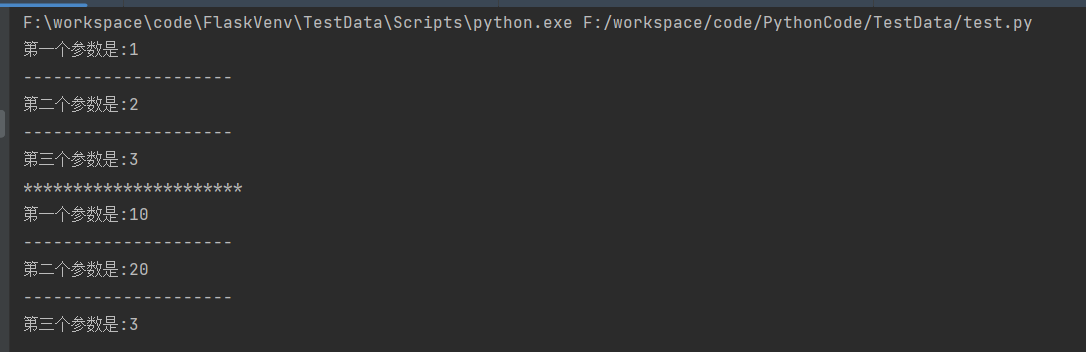 F:\workspace\code\FlaskVenv\TestData\Scripts\python.exe F:/workspace/code/PythonCode/TestData/test.py
第一个参数是:1
---------------------
第二个参数是:2
---------------------
第三个参数是:3
**********************
第一个参数是:10
---------------------
第二个参数是:20
---------------------
第三个参数是:3